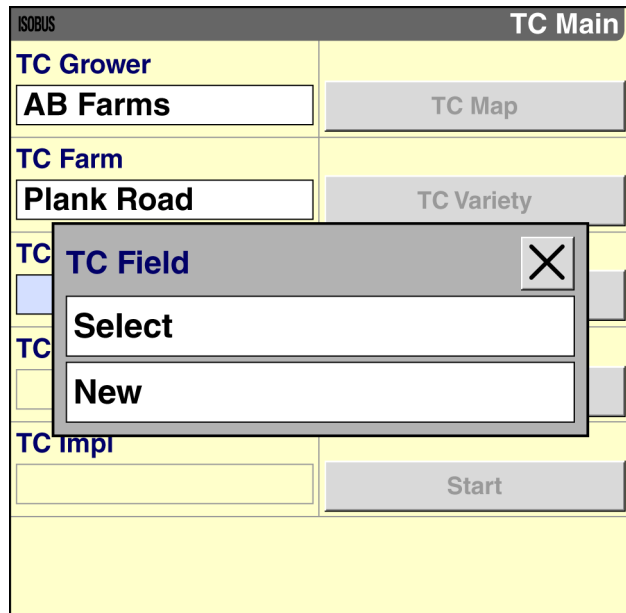 ISOBUS
TC Main
TC Grower
AB Farms
TC Map
TC Farm
Plank Road
TC Variety
TC
TC Field
Select
TC
New
TC Impl
Start